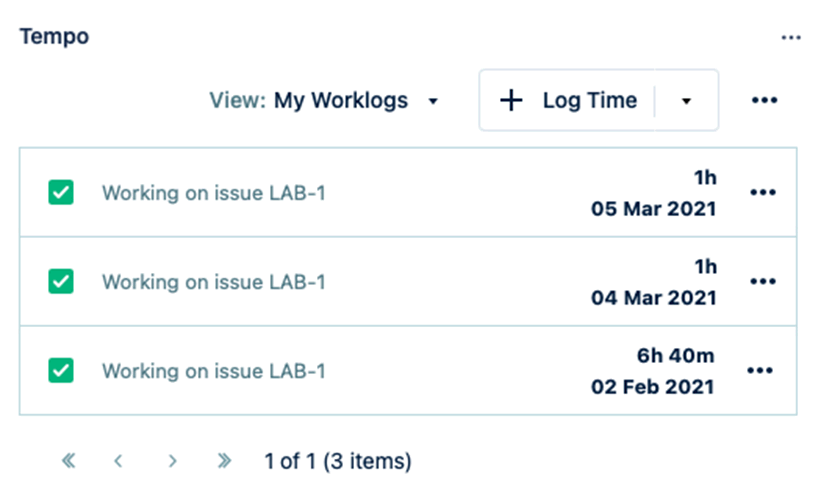 Tempo
View: My Worklogs
Log Time
Working on issue LAB-1
1h
05 Mar 2021
Working on issue LAB-1
1h
04 Mar 2021
Working on issue LAB-1
6h 40m
02 Feb 2021
1 of 1 (3 items)